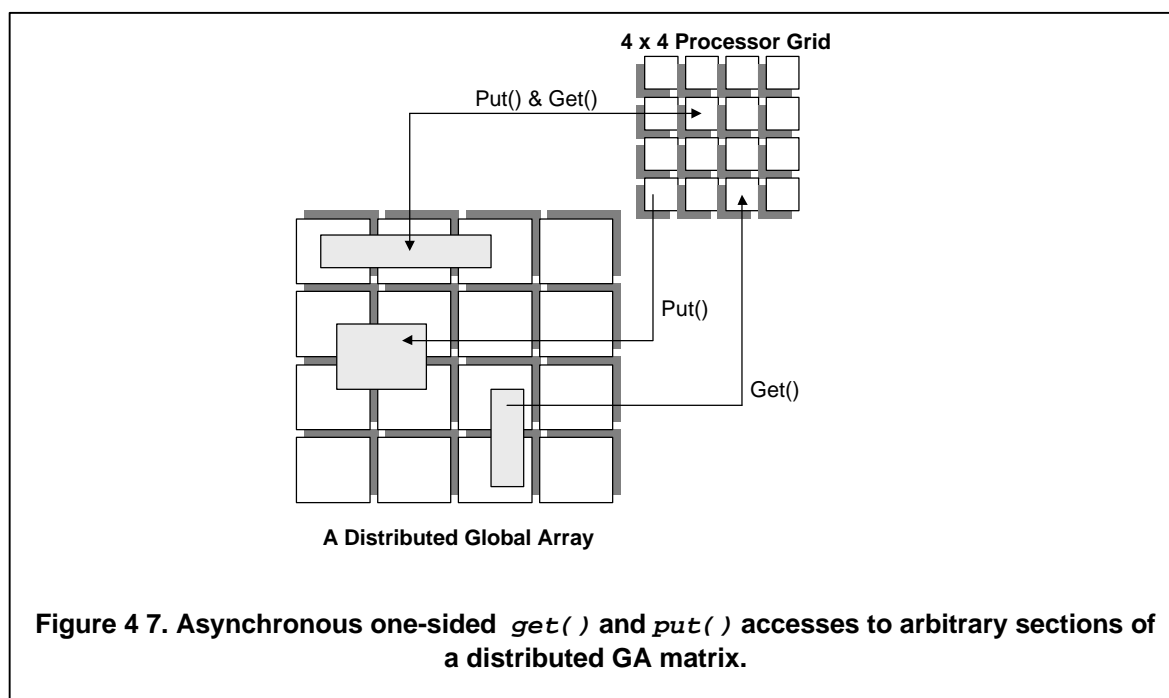 4 x 4 Processor Grid
Put() & Get()
Put()
Get()
A Distributed Global Array
Figure 4 7. Asynchronous one-sided get() and put() accesses to arbitrary sections of
a distributed GA matrix.